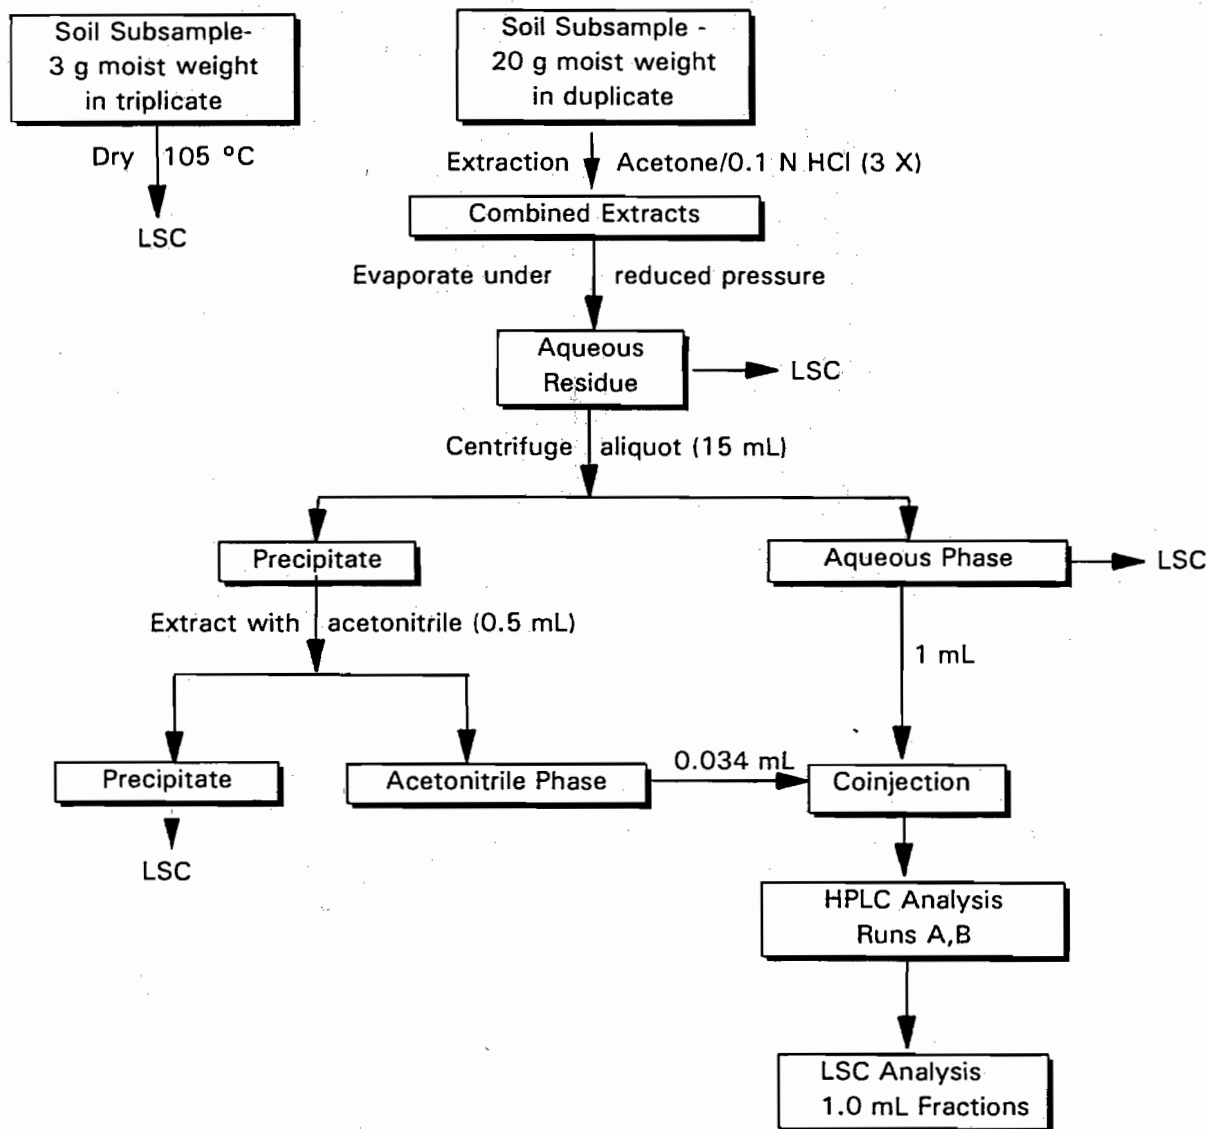 Soil Subsample-
3 g moist weight
in triplicate
Dry 105 ºC
LSC
Soil Subsample -
20 g moist weight
in duplicate
Extraction Acetone/0.1 N HCl (3 X)
Combined Extracts
Evaporate under reduced pressure
Aqueous
Residue
LSC
Centrifuge aliquot (15 mL)
Precipitate
Aqueous Phase
LSC
Extract with acetonitrile (0.5 mL)
1 mL
Precipitate
LSC
Acetonitrile Phase
0.034 mL
Coinjection
HPLC Analysis
Runs A,B
LSC Analysis
1.0 mL Fractions